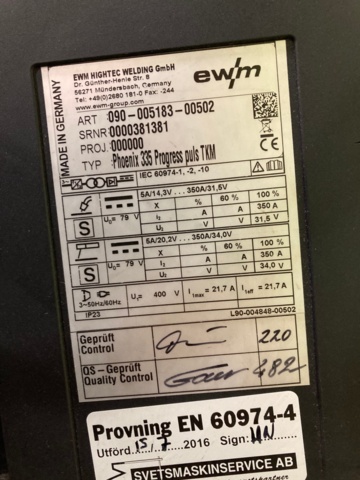 EWM HIGHTEC WELDING GmbH
Dr. Günther-Henle Str. 8
56271 Mündersbach, Germany
Tel: +49(0)2680 181-0 Fax: -244
www.ewm-group.com
ewm
MADE IN GERMANY
ART 090-005183-00502
SRNR 0000381381
PROJ. 000000
TYP Phoenix 335 Progress puls TKM
CE
IEC 60974-1, -2, -10
5A/14,3V...350A/31,5V
X % 60 % 100 %
S U₀= 79 V I₂ A A 350 A
U₂ V V 31,5 V
5A/20,2V...350A/34,0V
X % 60 % 100 %
S U₀= 79 V I₂ A A 350 A
U₂ V V 34,0 V
3~50Hz/60Hz U₁= 400 V I1max = 21,7 A I1eff = 21,7 A
IP23 L90-004848-00502
Geprüft
Control 220
QS - Geprüft
Quality Control 482
Provning EN 60974-4
Utförd 15/7 2016 Sign:
SVETSMASKINSERVICE AB